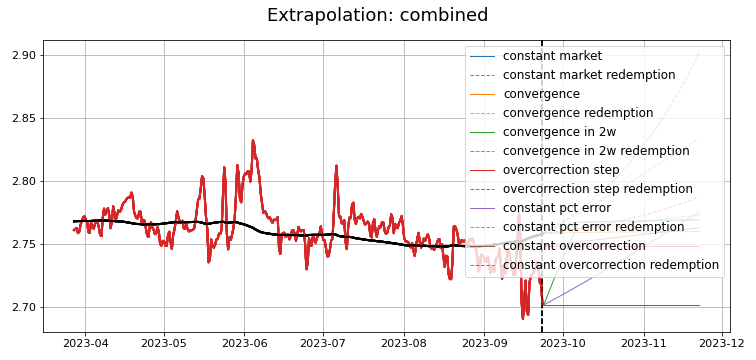 Extrapolation: combined
2.90
2.85
2.80
2.75
2.70
constant market
constant market redemption
convergence
convergence redemption
convergence in 2w
convergence in 2w redemption
overcorrection step
overcorrection step redemption
constant pct error
constant pct error redemption
constant overcorrection
constant overcorrection redemption
2023-04 2023-05 2023-06 2023-07 2023-08 2023-09 2023-10 2023-11 2023-12